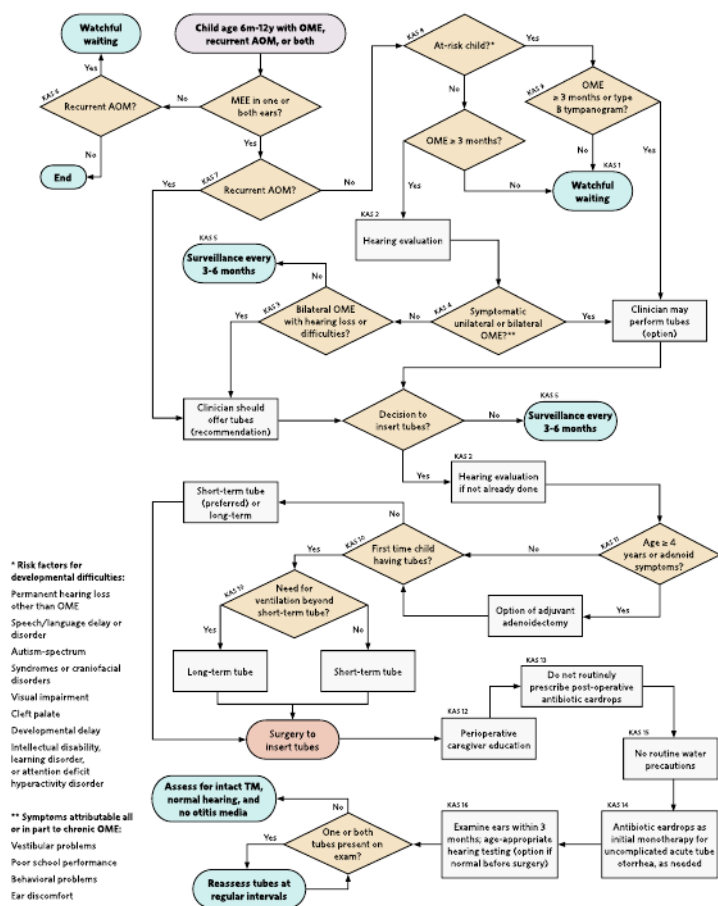 Watchful
waiting
Child age 6m-12y with OME,
recurrent AOM, or both
KAS 8
At-risk child?*
Yes
Yes
KAS 6
Recurrent AOM?
No
MEE in one or
both ears?
No
KAS 9
OME
≥ 3 months or type
B tympanogram?
No
Yes
OME ≥ 3 months?
End
Yes
KAS 7
Recurrent AOM?
No
Yes
No
No
KAS 1
Yes
Watchful
waiting
KAS 2
Hearing evaluation
KAS 5
Surveillance every
3-6 months
No
KAS 3
Bilateral OME
with hearing loss or
difficulties?
No
KAS 4
Symptomatic
unilateral or bilateral
OME?**
Yes
Clinician may
perform tubes
(option)
Yes
Clinician should
offer tubes
(recommendation)
Decision to
insert tubes?
No
KAS 5
Surveillance every
3-6 months
Yes
KAS 2
Hearing evaluation
if not already done
Short-term tube
(preferred) or
long-term
No
KAS 10
First time child
having tubes?
No
KAS 11
Age ≥ 4
years or adenoid
symptoms?
Yes
KAS 10
Need for
ventilation beyond
short-term tube?
Yes
Option of adjuvant
adenoidectomy
Yes
No
Long-term tube
Short-term tube
KAS 13
Do not routinely
prescribe post-operative
antibiotic eardrops
Surgery to
insert tubes
KAS 12
Perioperative
caregiver education
KAS 15
No routine water
precautions
Assess for intact TM,
normal hearing, and
no otitis media
No
Yes
One or both
tubes present on
exam?
KAS 16
Examine ears within 3
months; age-appropriate
hearing testing (option if
normal before surgery)
KAS 14
Antibiotic eardrops as
initial monotherapy for
uncomplicated acute tube
otorrhea, as needed
Reassess tubes at
regular intervals
* Risk factors for
developmental difficulties:
Permanent hearing loss
other than OME
Speech/language delay or
disorder
Autism-spectrum
Syndromes or craniofacial
disorders
Visual impairment
Cleft palate
Developmental delay
Intellectual disability,
learning disorder,
or attention deficit
hyperactivity disorder
** Symptoms attributable all
or in part to chronic OME:
Vestibular problems
Poor school performance
Behavioral problems
Ear discomfort